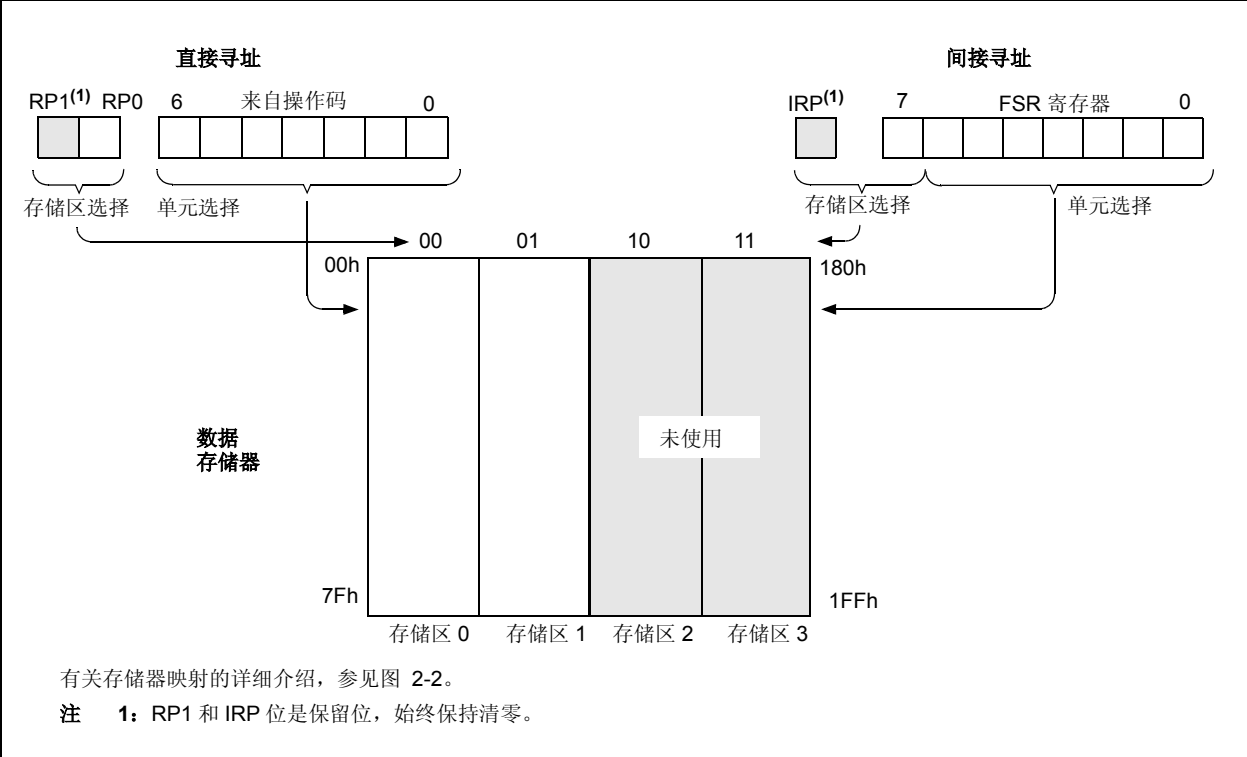 直接寻址
间接寻址
RP1(1) RP0 6 来自操作码 0
IRP(1) 7 FSR 寄存器 0
存储区选择 单元选择
存储区选择 单元选择
00 01 10 11
00h
180h
未使用
数据
存储器
7Fh
1FFh
存储区 0 存储区 1 存储区 2 存储区 3
有关存储器映射的详细介绍，参见图 2-2。
注 1：RP1 和 IRP 位是保留位，始终保持清零。